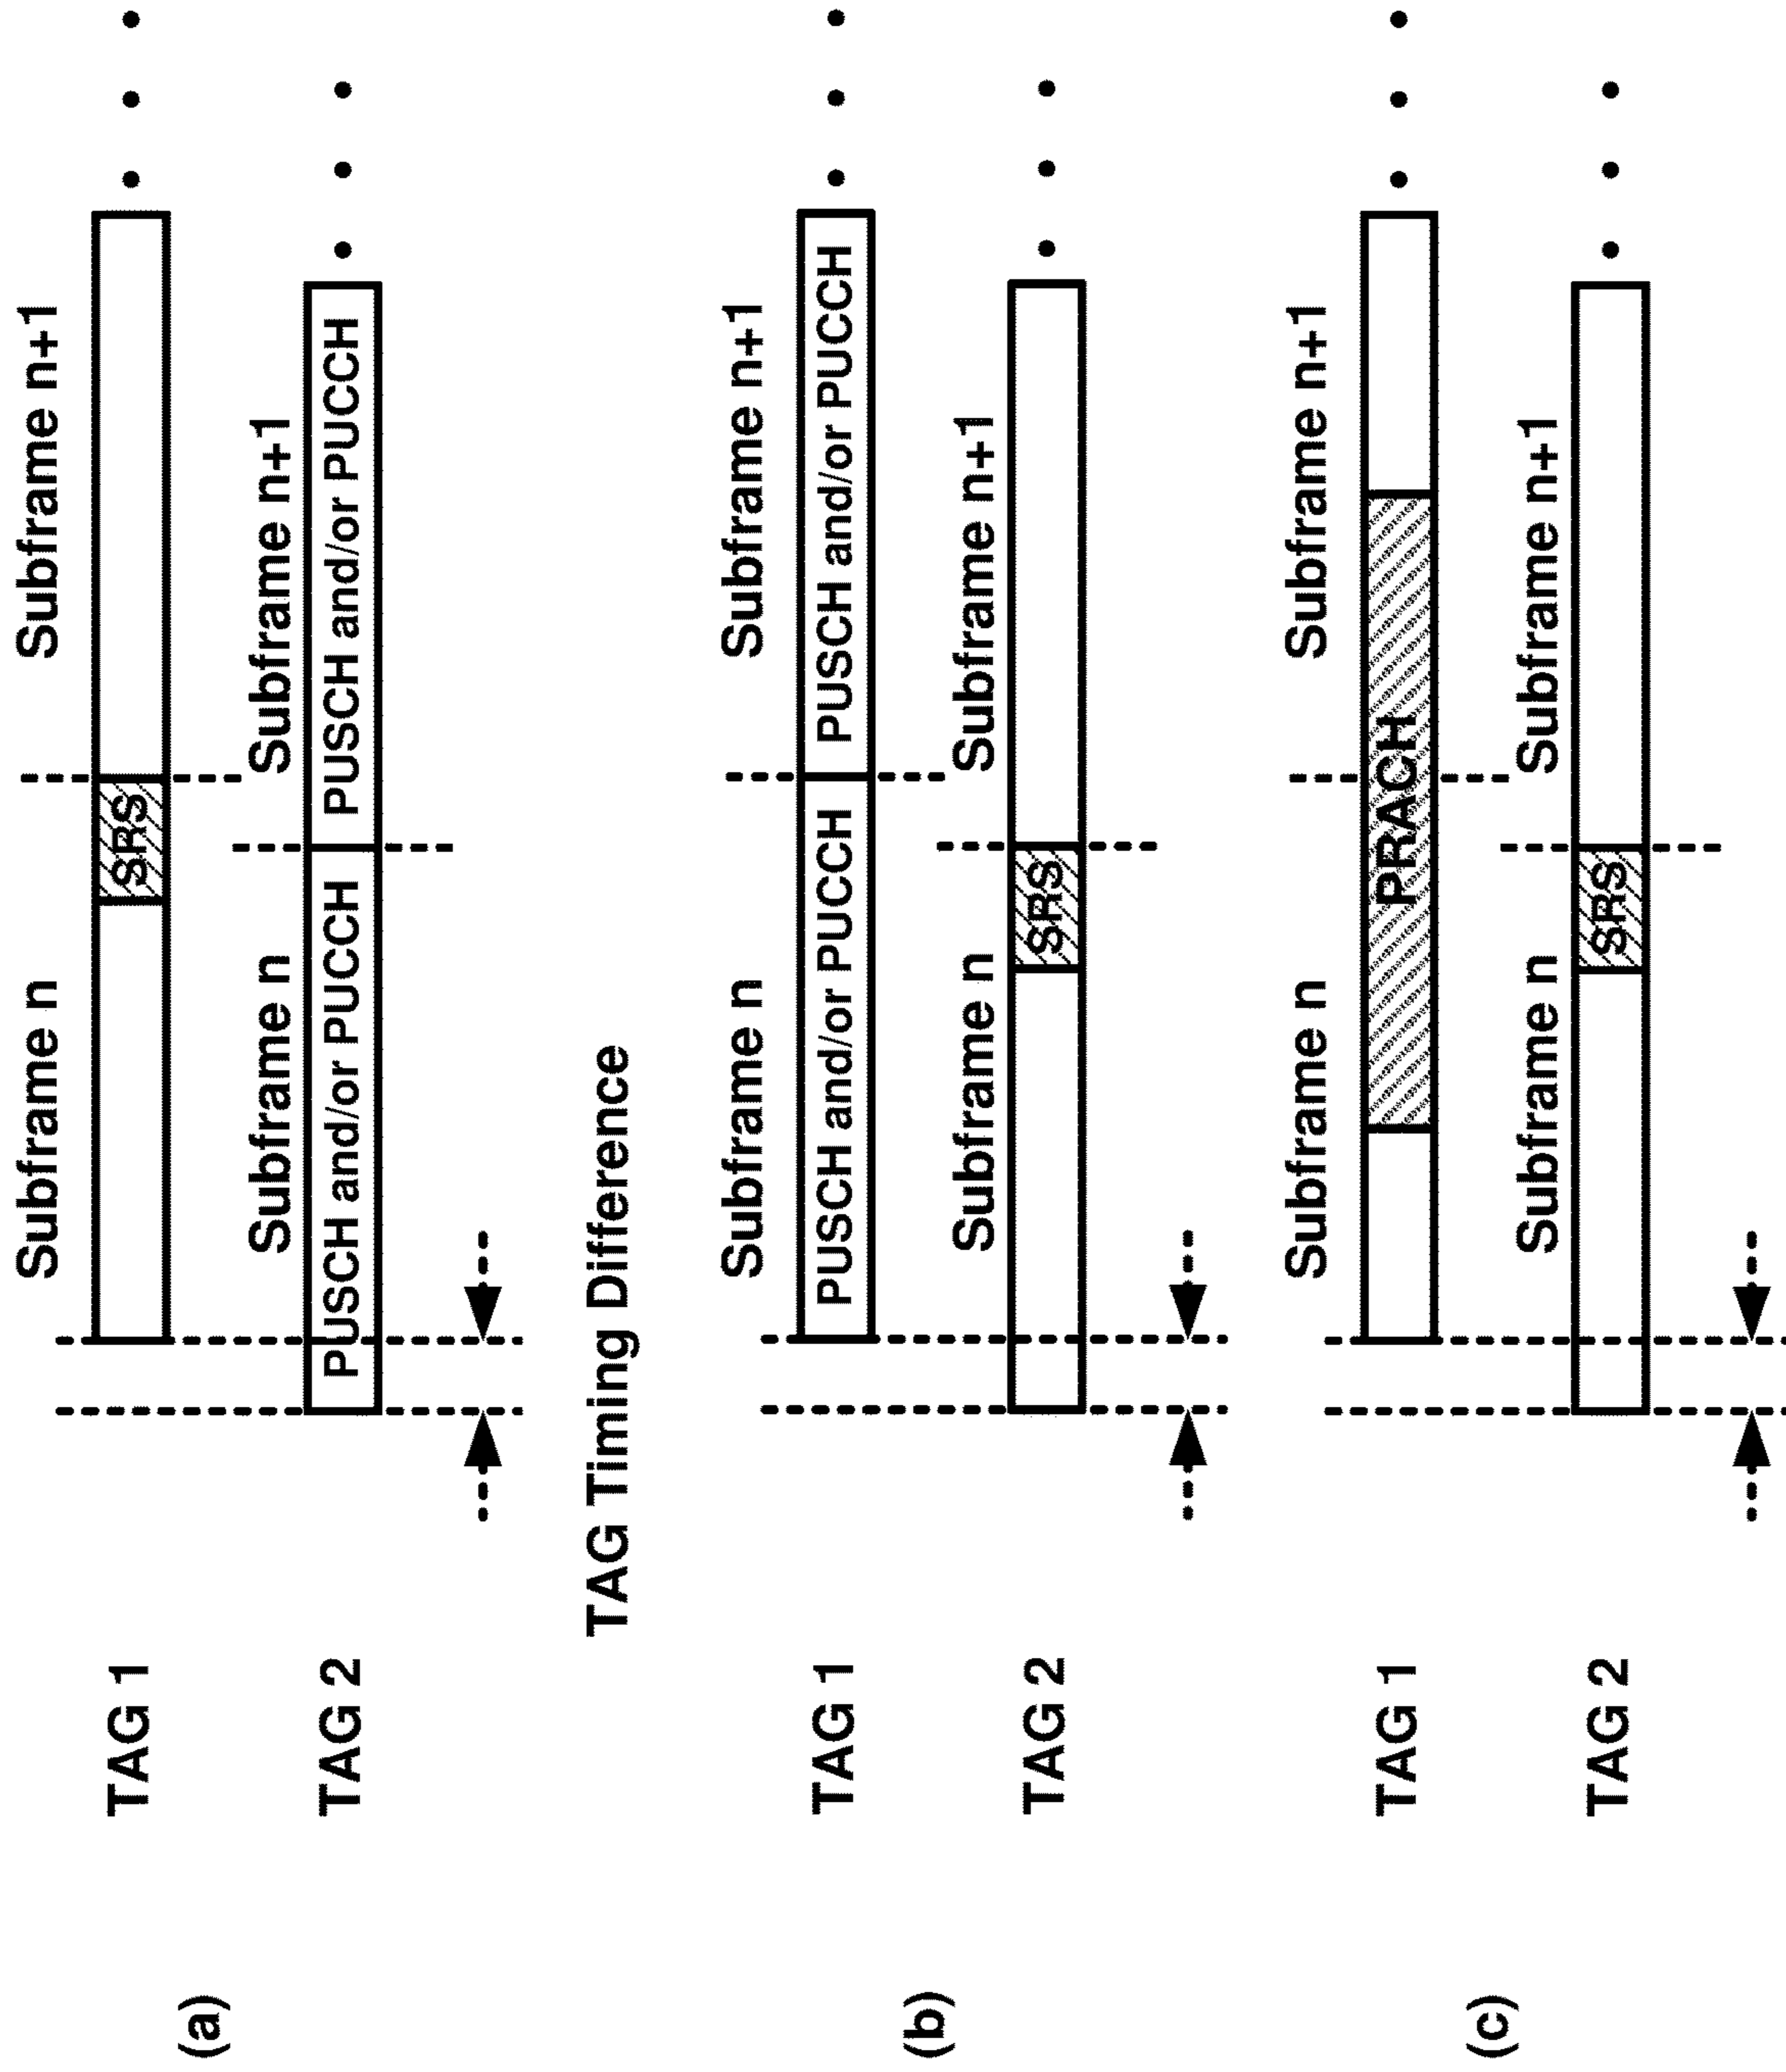 Subframe n Subframe n+1
TAG 1 SRS
Subframe n Subframe n+1
TAG 2 PUSCH and/or PUCCH PUSCH and/or PUCCH
(a)
TAG Timing Difference
Subframe n Subframe n+1
TAG 1 PUSCH and/or PUCCH PUSCH and/or PUCCH
Subframe n Subframe n+1
TAG 2 SRS
(b)
Subframe n Subframe n+1
TAG 1 PRACH
Subframe n Subframe n+1
TAG 2 SRS
(c)